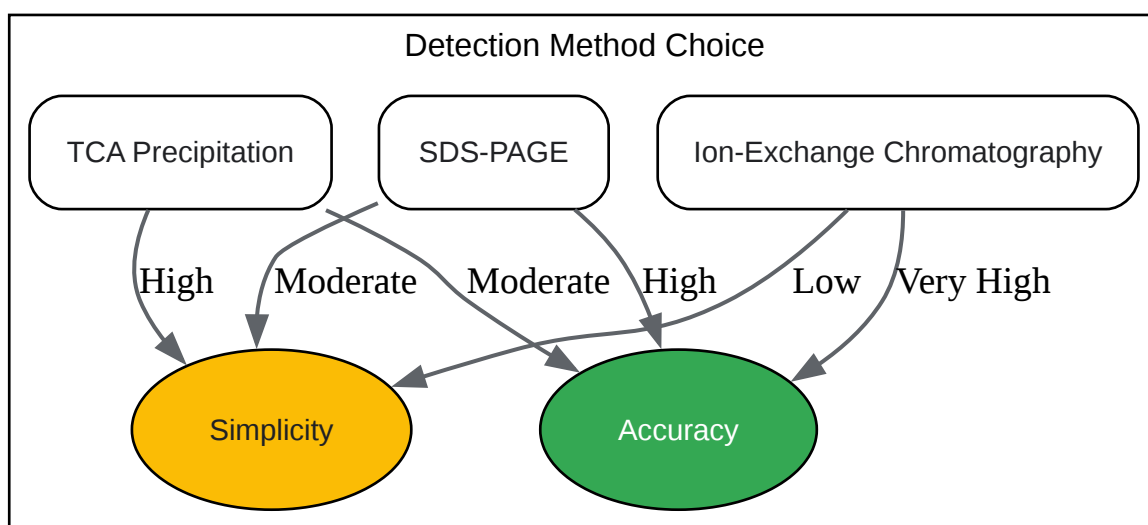 Detection Method Choice
TCA Precipitation
SDS-PAGE
Ion-Exchange Chromatography
High
Moderate
Moderate
High
Low
Very High
Simplicity
Accuracy